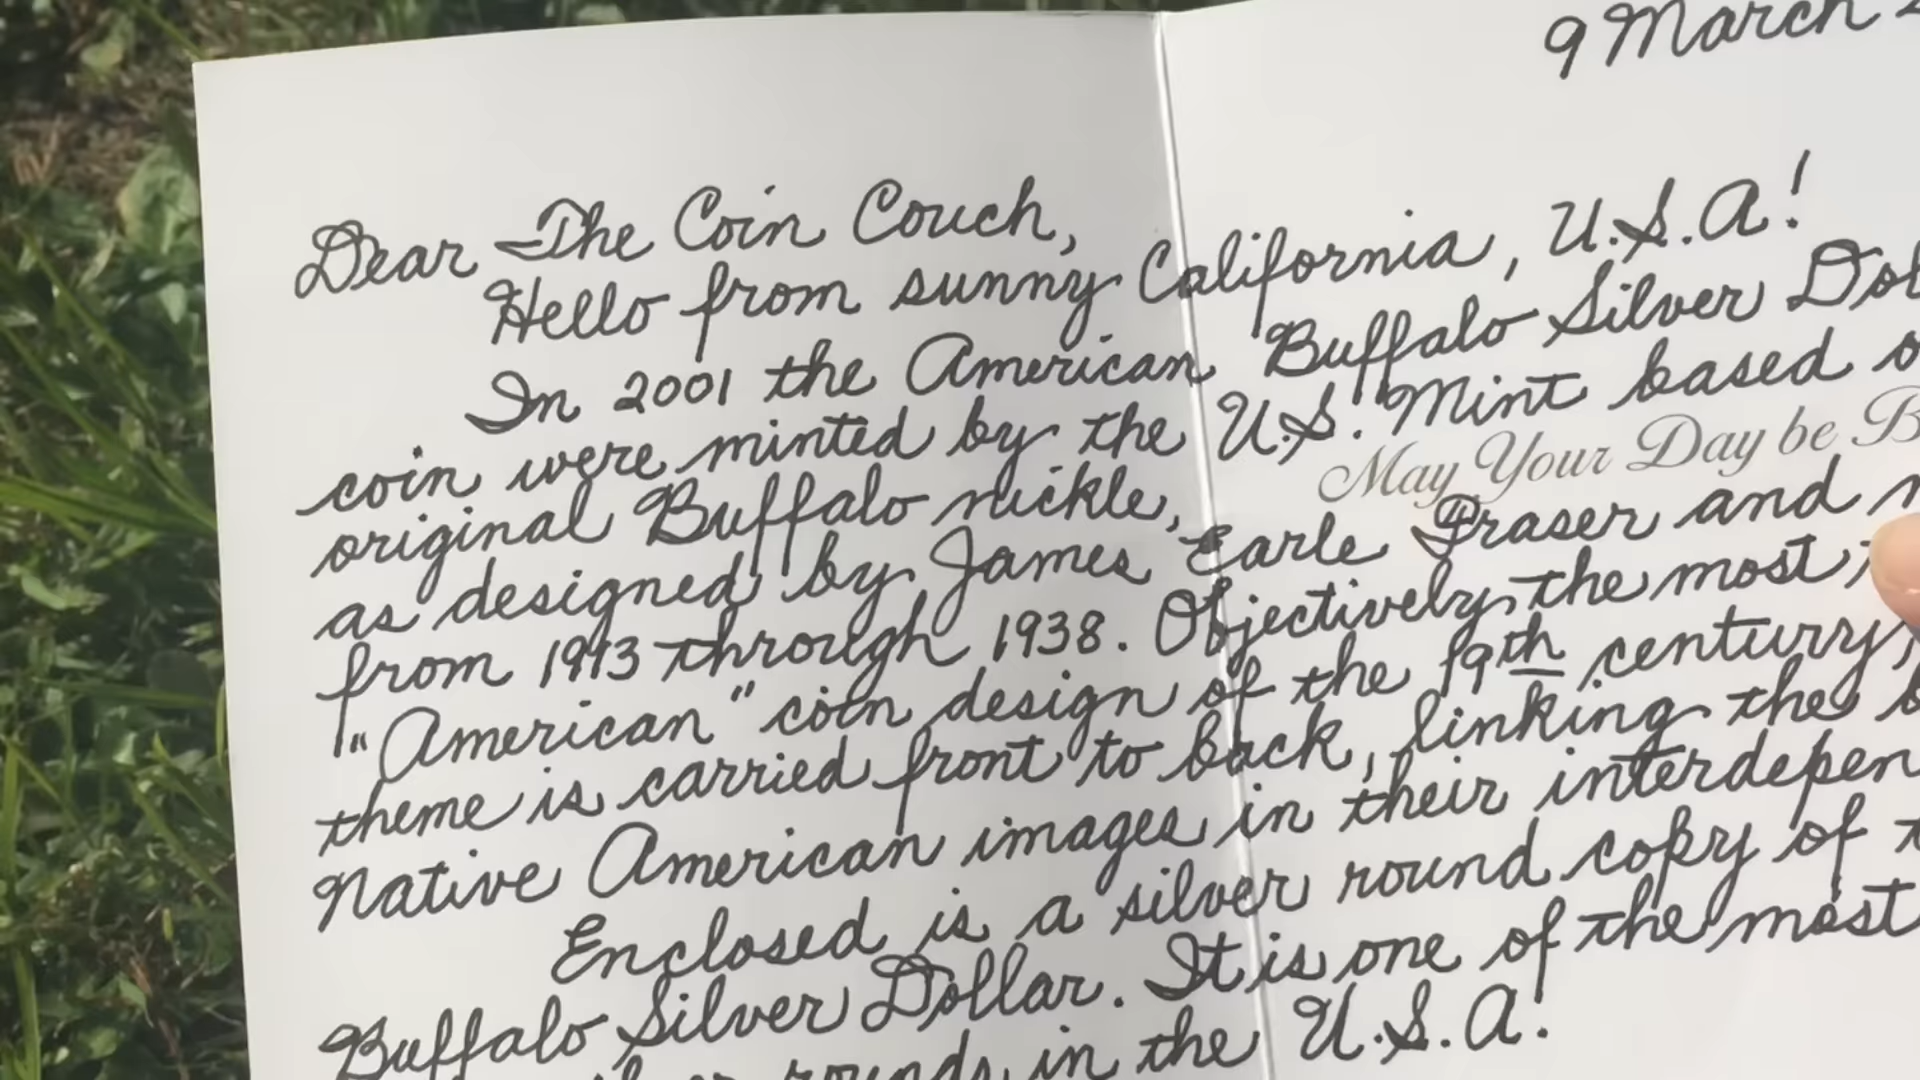 9 March
Dear The Coin Couch,
Hello from sunny California, U.S.A!
In 2001 the American Buffalo Silver Dol
coin were minted by the U.S. Mint based o
May Your Day be B
original Buffalo nickle,
as designed by James Earle Fraser and
from 1913 through 1938. Objectively the most,
"American" coin design of the 19th centurry,
theme is carried front to back, linking the
Native American images in their interdepen
Enclosed is a silver round copy of t
Buffalo Silver Dollar. It is one of the most
rounds in the U.S.A!